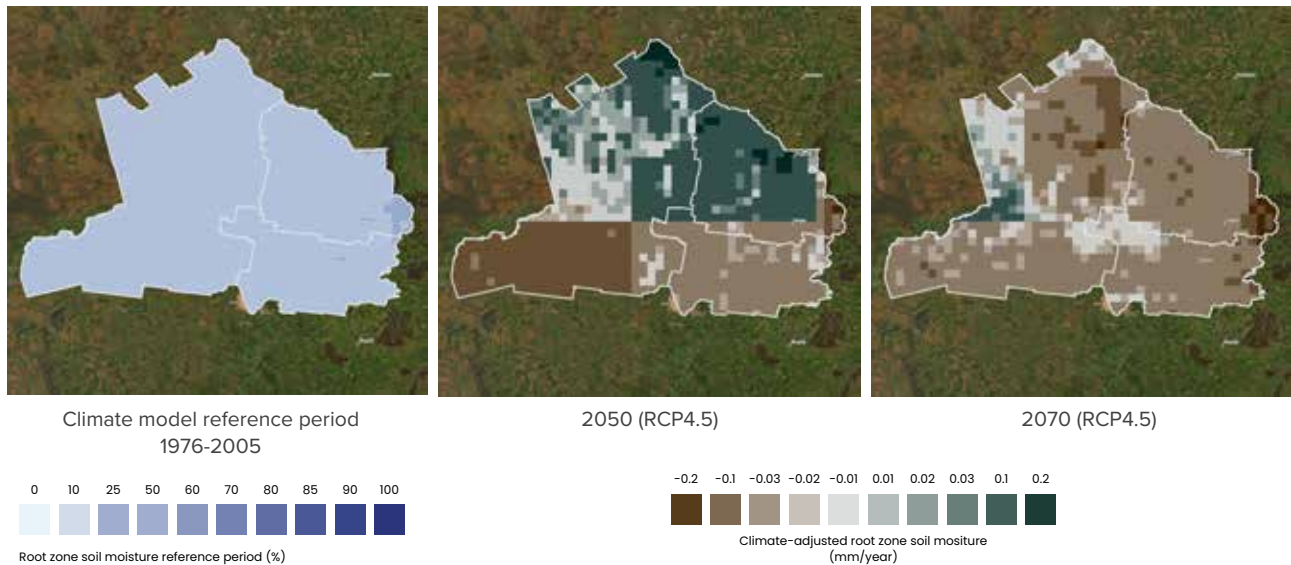 Climate model reference period
1976-2005
2050 (RCP4.5)
2070 (RCP4.5)
0 10 25 50 60 70 80 85 90 100
Root zone soil moisture reference period (%)
−0.2 −0.1 −0.03 −0.02 −0.01 0.01 0.02 0.03 0.1 0.2
Climate-adjusted root zone soil mositure
(mm/year)